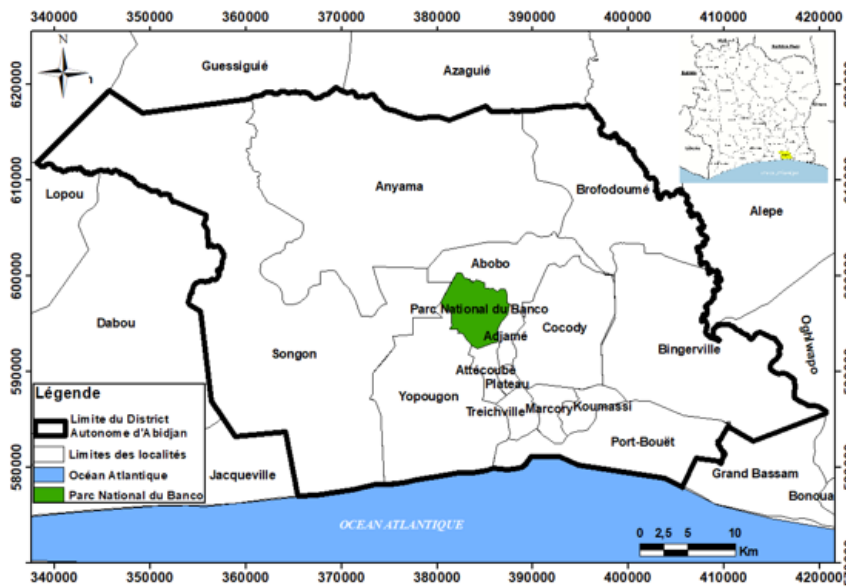 340000 350000 360000 370000 380000 390000 400000 410000 420000
N
Guessiguié
Azaguié
620000
610000
600000
590000
580000
Anyama
Brofodoumé
Lopou
Alepe
Abobo
Parc National du Banco
Adjamé
Cocody
Dabou
Songon
Bingerville
Oghlwapo
Attécoubé
Plateau
Yopougon
Treichville
Marcory
Koumassi
Port-Bouët
Grand Bassam
Bonoua
Jacqueville
Légende
Limite du District
Autonome d'Abidjan
Limites des localités
Océan Atlantique
Parc National du Banco
OCEAN ATLANTIQUE
0 2,5 5 10
Km
340000 350000 360000 370000 380000 390000 400000 410000 420000